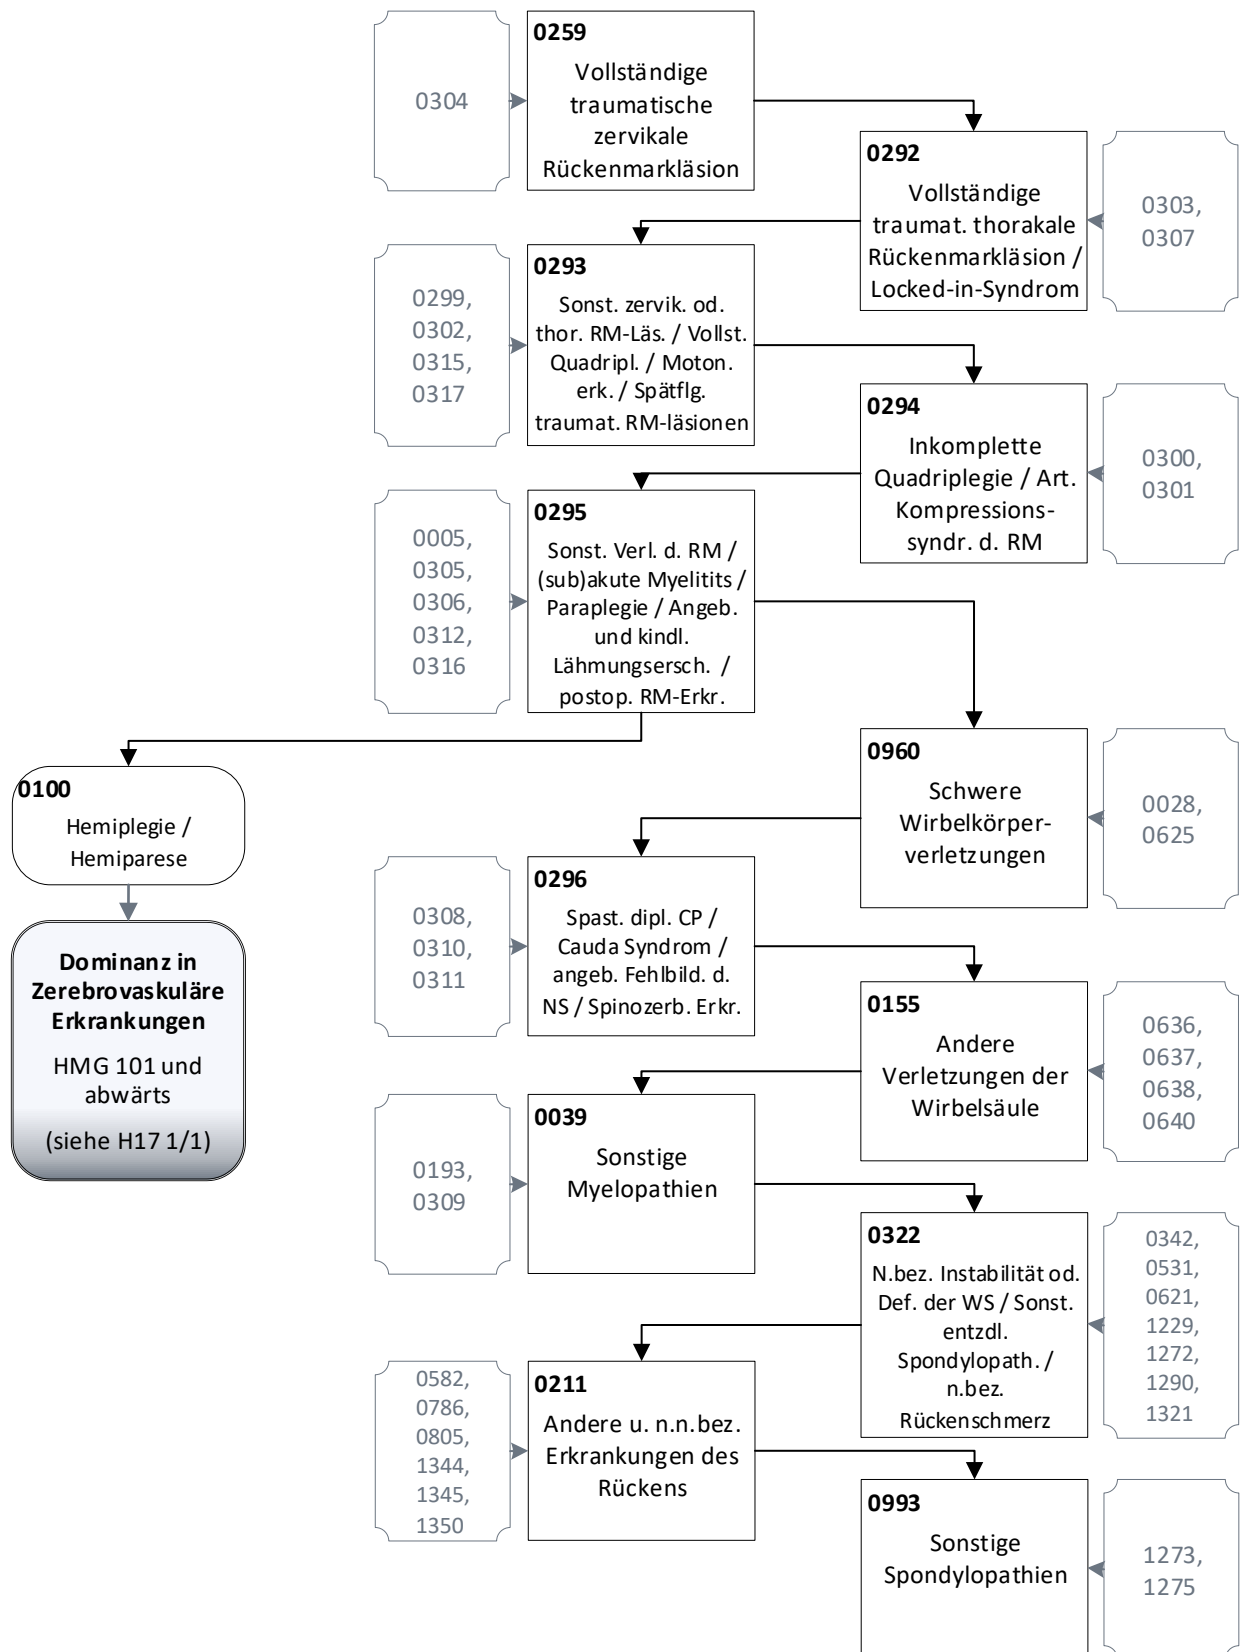 0304
0259
Vollständige
traumatische
zervikale
Rückenmarkläsion
0292
Vollständige
traumat. thorakale
Rückenmarkläsion /
Locked-in-Syndrom
0303,
0307
0299,
0302,
0315,
0317
0293
Sonst. zervik. od.
thor. RM-Läs. / Vollst.
Quadripl. / Moton.
erk. / Spätflg.
traumat. RM-läsionen
0294
Inkomplette
Quadriplegie / Art.
Kompressions-
syndr. d. RM
0300,
0301
0005,
0305,
0306,
0312,
0316
0295
Sonst. Verl. d. RM /
(sub)akute Myelitits /
Paraplegie / Angeb.
und kindl.
Lähmungsersch. /
postop. RM-Erkr.
0100
Hemiplegie /
Hemiparese
0960
Schwere
Wirbelkörper-
verletzungen
0028,
0625
Dominanz in
Zerebrovaskuläre
Erkrankungen
HMG 101 und
abwärts
(siehe H17 1/1)
0308,
0310,
0311
0296
Spast. dipl. CP /
Cauda Syndrom /
angeb. Fehlbild. d.
NS / Spinozerb. Erkr.
0155
Andere
Verletzungen der
Wirbelsäule
0636,
0637,
0638,
0640
0193,
0309
0039
Sonstige
Myelopathien
0322
N.bez. Instabilität od.
Def. der WS / Sonst.
entzdl.
Spondylopath. /
n.bez.
Rückenschmerz
0342,
0531,
0621,
1229,
1272,
1290,
1321
0582,
0786,
0805,
1344,
1345,
1350
0211
Andere u. n.n.bez.
Erkrankungen des
Rückens
0993
Sonstige
Spondylopathien
1273,
1275